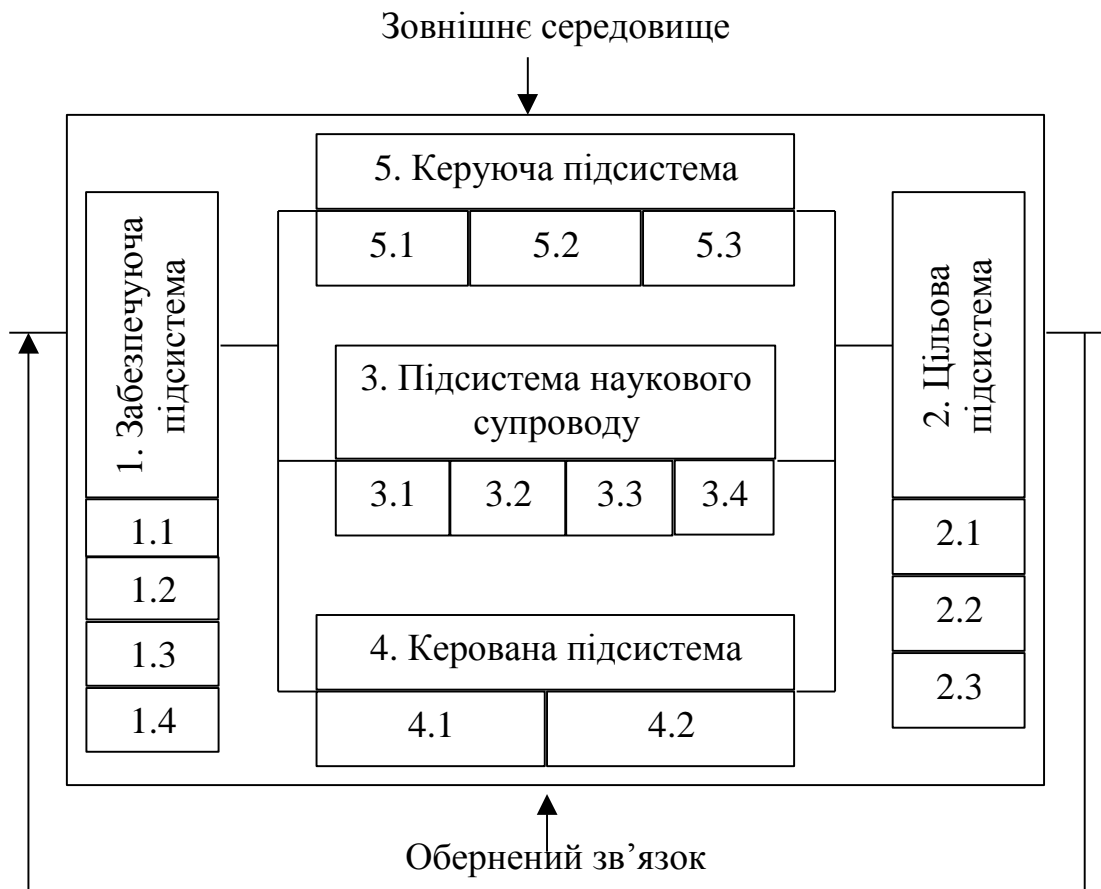 Зовнішнє середовище
5. Керуюча підсистема
5.1 5.2 5.3
1. Забезпечуюча
підсистема
1.1
1.2
1.3
1.4
3. Підсистема наукового
супроводу
3.1 3.2 3.3 3.4
4. Керована підсистема
4.1 4.2
2. Цільова
підсистема
2.1
2.2
2.3
Обернений зв’язок